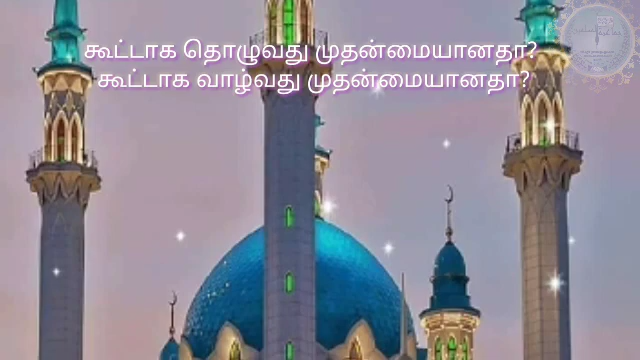 கூட்டாக தொழுவது முதன்மையானதா?
கூட்டாக வாழ்வது முதன்மையானதா?